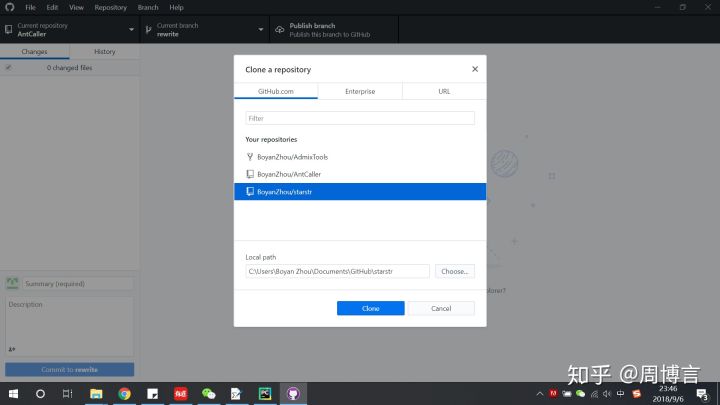 File Edit View Repository Branch Help
Current repository
AntCaller
Current branch
rewrite
Publish branch
Publish this branch to GitHub
Changes History
0 changed files
Clone a repository
GitHub.com Enterprise URL
Filter
Your repositories
BoyanZhou/AdmixTools
BoyanZhou/AntCaller
BoyanZhou/starstr
Local path
C:\Users\Boyan Zhou\Documents\GitHub\starstr
Choose...
Clone Cancel
Summary (required)
Description
Commit to rewrite
plorer?
知乎 @周博言
有道
中
23:46
2018/9/6
3